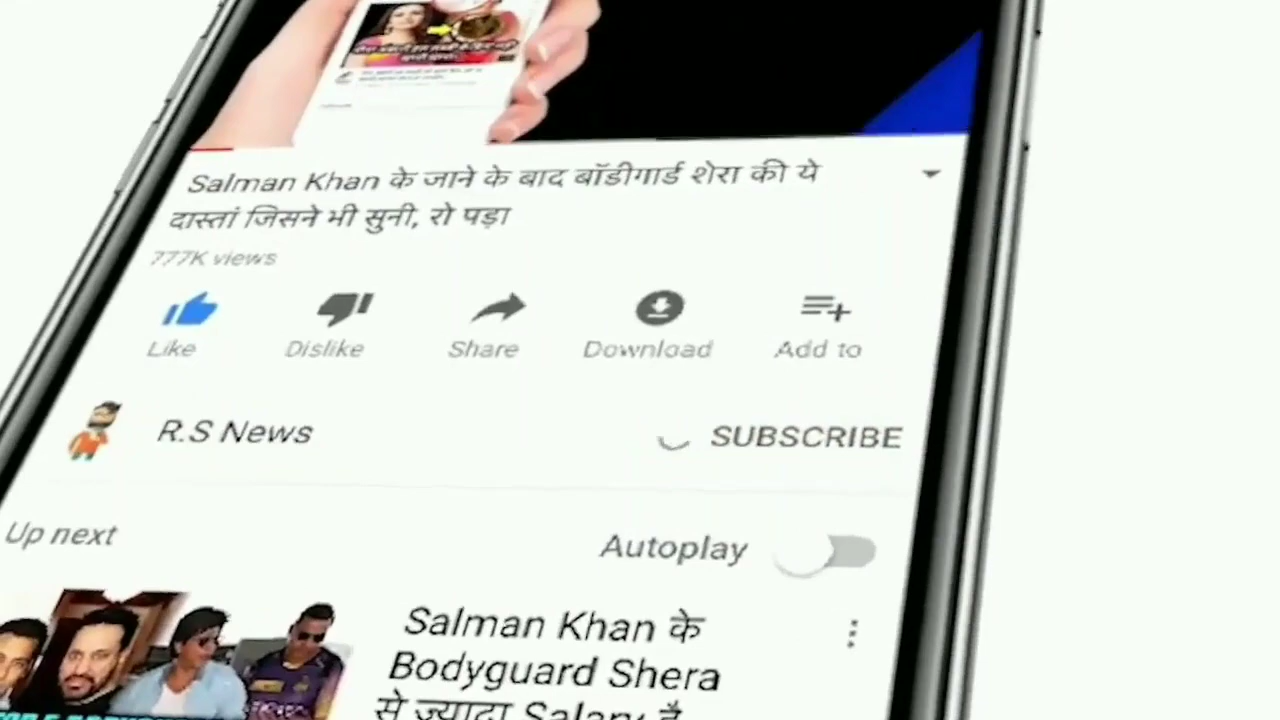 Salman Khan के जाने के बाद बॉडीगार्ड शेरा की ये
दास्तां जिसने भी सुनी, रो पड़ा
777K views
Like Dislike Share Download Add to
R.S News SUBSCRIBE
Up next Autoplay
Salman Khan के
Bodyguard Shera
से ज्यादा Salary है